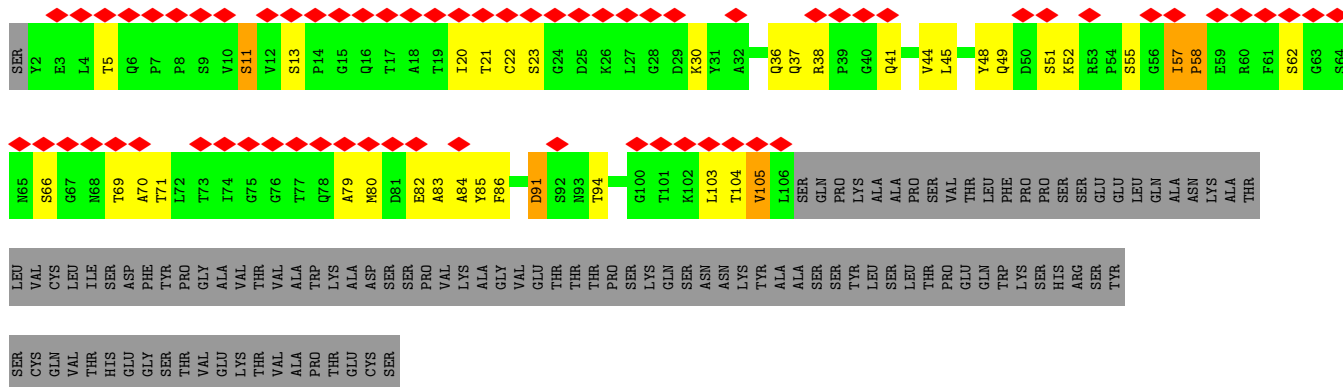 SER Y2 E3 L4 T5 Q6 P7 P8 S9 V10 S11 V12 S13 P14 G15 Q16 T17 A18 T19 I20 T21 C22 S23 G24 D25 K26 L27 G28 D29 K30 Y31 A32 Q36 Q37 R38 P39 G40 Q41 V44 L45 Y48 Q49 D50 S51 K52 R53 P54 S55 G56 I57 P58 E59 R60 F61 S62 G63 S64
N65 S66 G67 N68 T69 A70 T71 L72 T73 I74 G75 G76 T77 Q78 A79 M80 D81 E82 A83 A84 Y85 F86 D91 S92 N93 T94 G100 T101 K102 L103 T104 V105 L106 SER GLN PRO LYS ALA ALA PRO SER VAL THR LEU PHE PRO PRO SER SER GLU GLU LEU GLN ALA ASN LYS ALA THR
LEU VAL CYS LEU ILE SER ASP PHE TYR PRO GLY ALA VAL THR VAL ALA TRP LYS ALA ASP SER SER PRO VAL LYS ALA GLY VAL GLU THR THR THR PRO SER LYS GLN SER ASN ASN LYS TYR ALA ALA SER SER TYR LEU SER LEU THR PRO GLU GLN TRP LYS SER HIS ARG SER TYR
SER CYS GLN VAL THR HIS GLU GLY SER THR VAL GLU LYS THR VAL ALA PRO THR GLU CYS SER